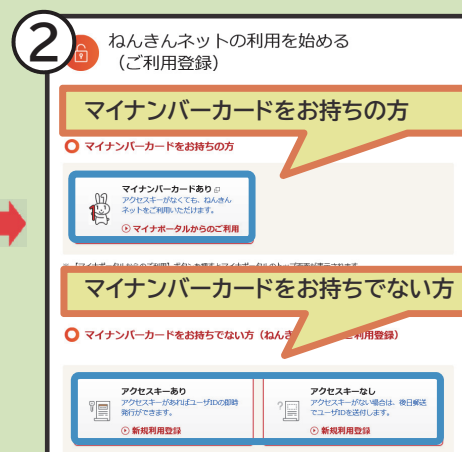 2
ねんきんネットの利用を始める
（ご利用登録）
マイナンバーカードをお持ちの方
マイナンバーカードをお持ちの方
マイナンバーカードあり
アクセスキーがなくても、ねんきん
ネットをご利用いただけます。
マイナポータルからのご利用
マイナンバーカードをお持ちでない方
マイナンバーカードをお持ちでない方（ねんき
利用登録）
アクセスキーあり
アクセスキーがあればユーザIDの即時
発行ができます。
新規利用登録
アクセスキーなし
アクセスキーがない場合は、後日郵送
でユーザIDを送付します。
新規利用登録